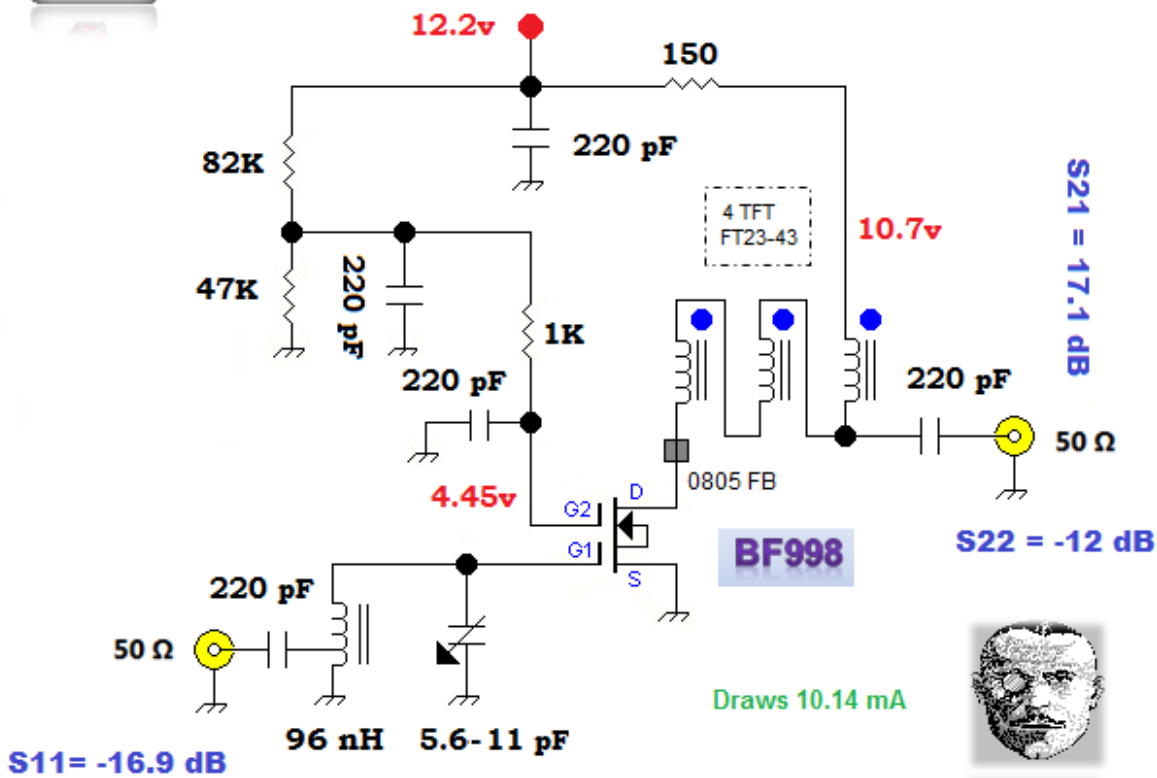 12.2v
150
82K
220 pF
4 TFT
FT23-43
10.7v
S21 = 17.1 dB
47K
220 pF
1K
220 pF
220 pF
50 Ω
0805 FB
4.45v
G2
D
G1
S
BF998
S22 = -12 dB
220 pF
50 Ω
96 nH
5.6-11 pF
Draws 10.14 mA
S11= -16.9 dB